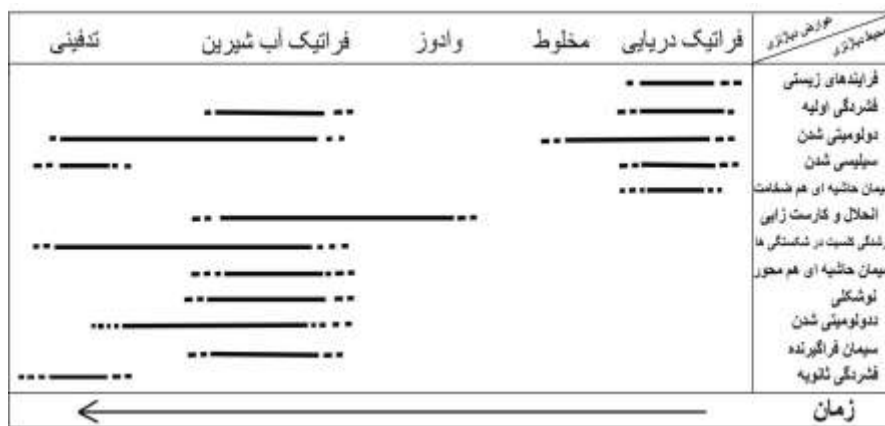 عوارض دیاژنزی
محیط دیاژنزی
فراتیک دریایی مخلوط وادوز فراتیک آب شیرین تدفینی
فرایندهای زیستی
فشردگی اولیه
دولومیتی شدن
سیلیسی شدن
سیمان حاشیه ای هم ضخامت
انحلال و کارست زایی
پرشدگی کلسیت در شکستگی ها
سیمان حاشیه ای هم محور
نوشکلی
ددولومیتی شدن
سیمان فراگیرنده
فشردگی ثانویه
زمان